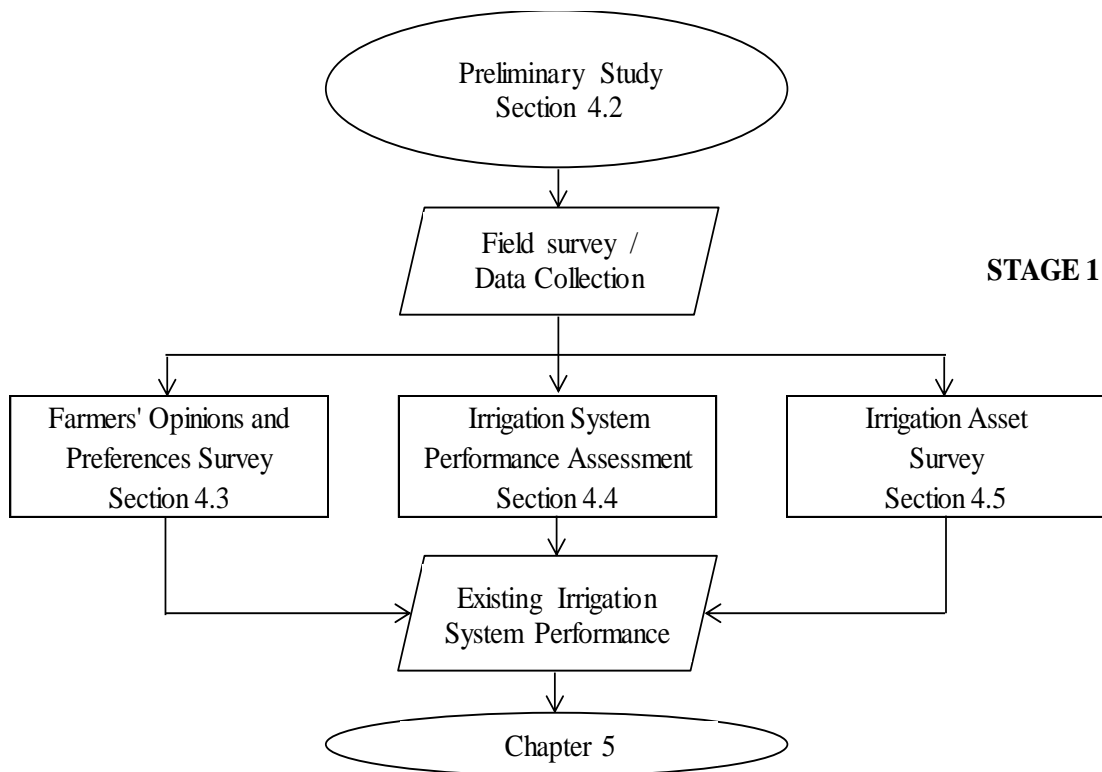 Preliminary Study
Section 4.2
Field survey /
Data Collection
STAGE 1
Farmers' Opinions and
Preferences Survey
Section 4.3
Irrigation System
Performance Assessment
Section 4.4
Irrigation Asset
Survey
Section 4.5
Existing Irrigation
System Performance
Chapter 5